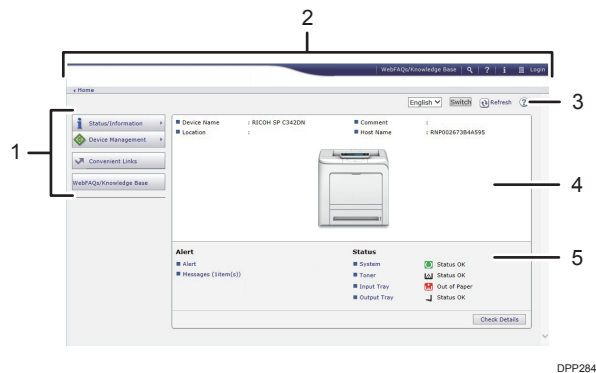 2
WebFAQs/Knowledge Base | ? | i Login
Home
English Switch Refresh ? 3
1
Status/Information
Device Management
Convenient Links
WebFAQs/Knowledge Base
Device Name : RICOH SP C342DN Comment :
Location : Host Name : RNP002673B4A595
4
Alert Status
Alert System Status OK 5
Messages (1item(s)) Toner Status OK
Input Tray Out of Paper
Output Tray Status OK
Check Details
DPP284